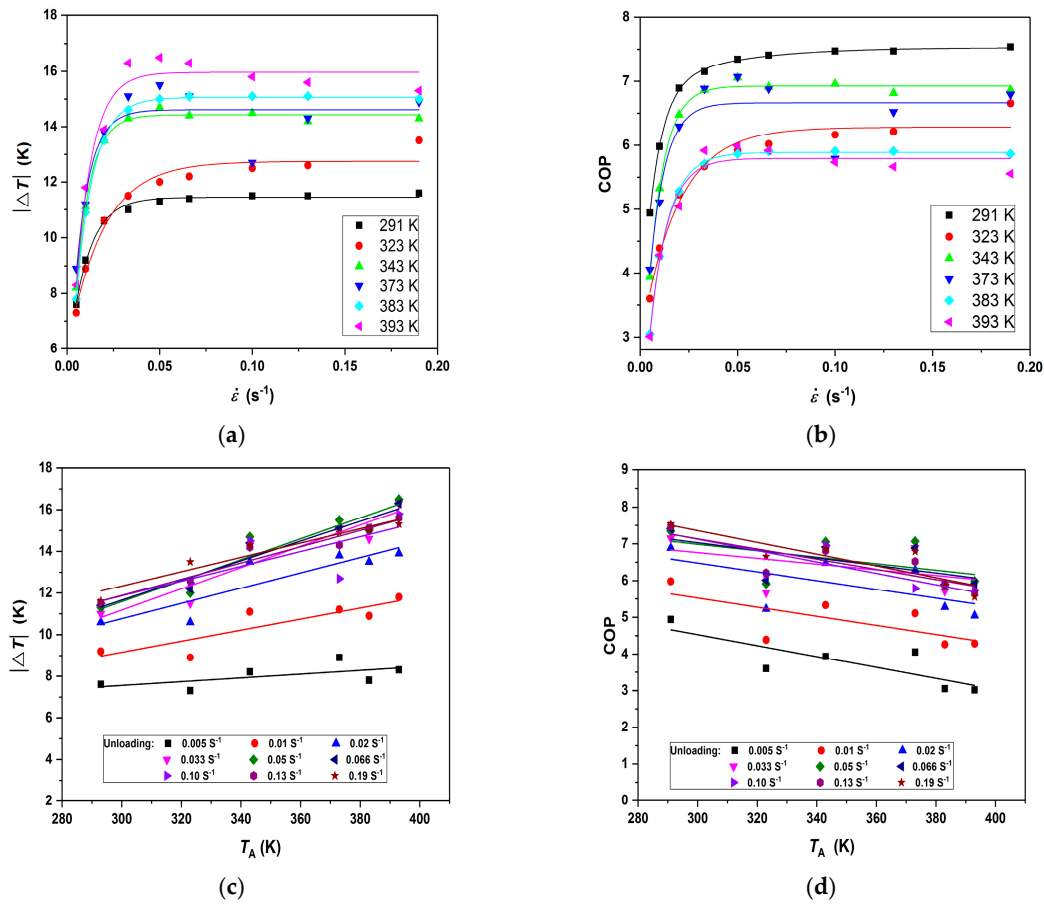 18
16
14
12
10
8
6
|△T| (K)
291 K
323 K
343 K
373 K
383 K
393 K
0.00 0.05 0.10 0.15 0.20
ε̇ (s-1)
(a)
8
7
6
5
4
3
COP
291 K
323 K
343 K
373 K
383 K
393 K
0.00 0.05 0.10 0.15 0.20
ε̇ (s-1)
(b)
18
16
14
12
10
8
6
4
2
|△T| (K)
Unloading: 0.005 S-1 0.01 S-1 0.02 S-1
0.033 S-1 0.05 S-1 0.066 S-1
0.10 S-1 0.13 S-1 0.19 S-1
280 300 320 340 360 380 400
TA (K)
(c)
9
8
7
6
5
4
3
2
1
0
COP
Unloading: 0.005 S-1 0.01 S-1 0.02 S-1
0.033 S-1 0.05 S-1 0.066 S-1
0.10 S-1 0.13 S-1 0.19 S-1
280 300 320 340 360 380 400
TA (K)
(d)